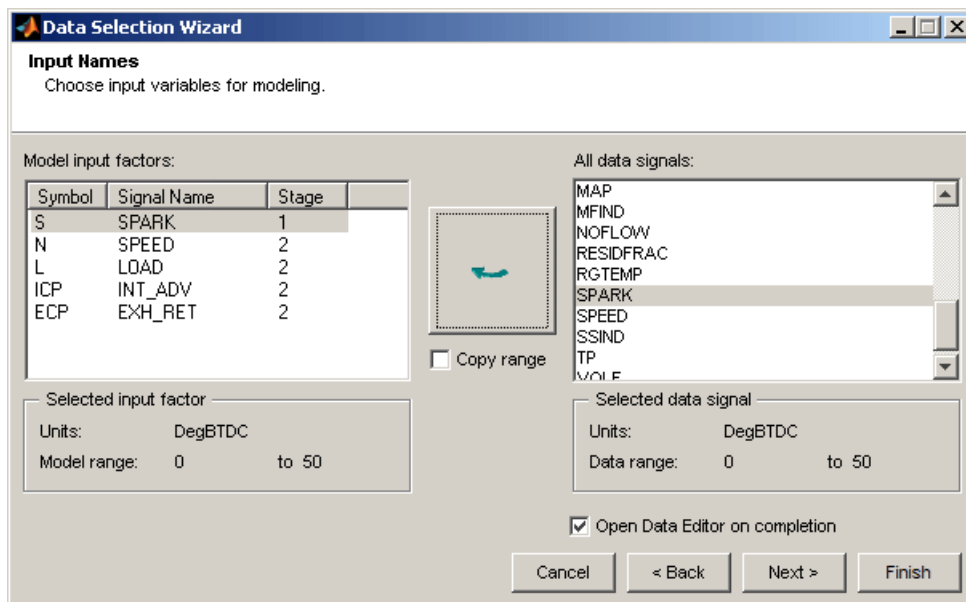 Data Selection Wizard
Input Names
Choose input variables for modeling.
Model input factors:
Symbol Signal Name Stage
S SPARK 1
N SPEED 2
L LOAD 2
ICP INT_ADV 2
ECP EXH_RET 2
Copy range
All data signals:
MAP
MFIND
NOFLOW
RESIDFRAC
RGTEMP
SPARK
SPEED
SSIND
TP
Selected input factor
Units: DegBTDC
Model range: 0 to 50
Selected data signal
Units: DegBTDC
Data range: 0 to 50
Open Data Editor on completion
Cancel
< Back
Next >
Finish